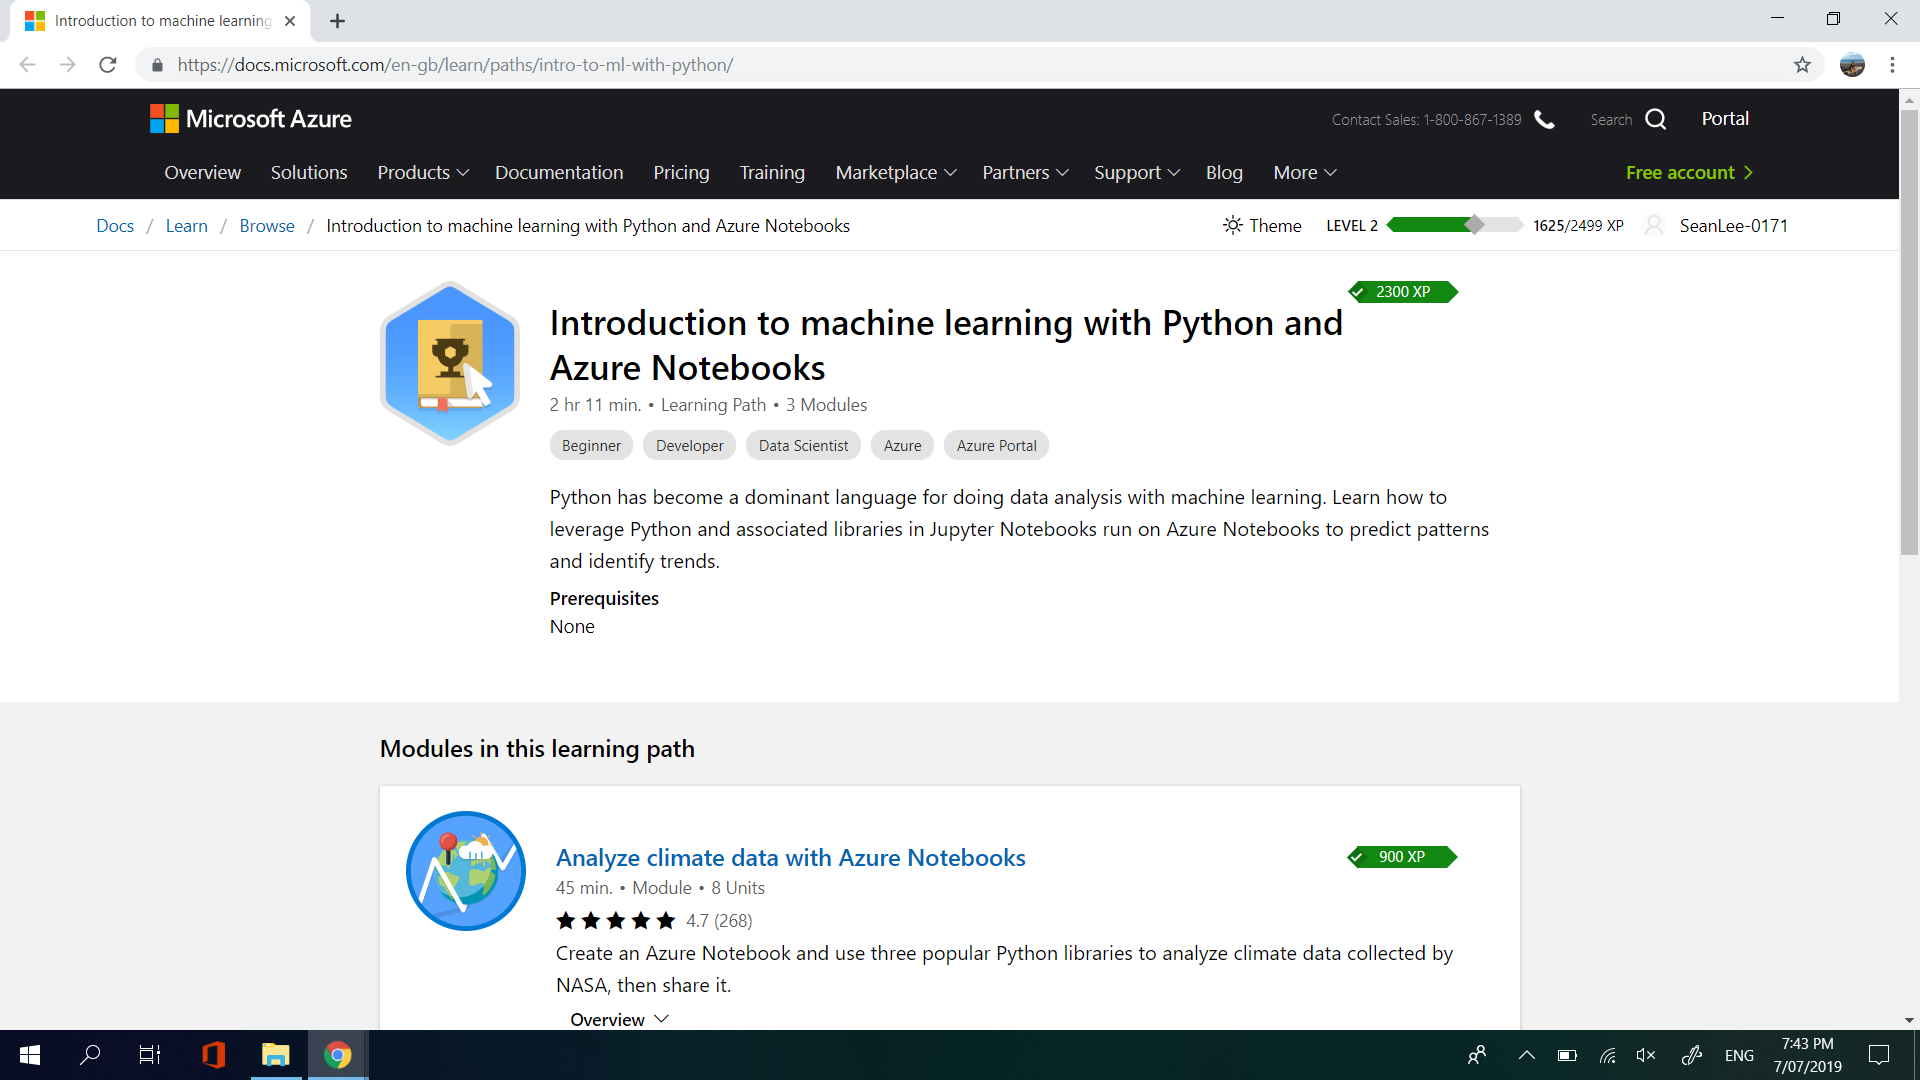 Introduction to machine learning
https://docs.microsoft.com/en-gb/learn/paths/intro-to-ml-with-python/
Microsoft Azure
Contact Sales: 1-800-867-1389
Search
Portal
Overview Solutions Products Documentation Pricing Training Marketplace Partners Support Blog More
Free account
Docs / Learn / Browse / Introduction to machine learning with Python and Azure Notebooks
Theme
LEVEL 2
1625/2499 XP
SeanLee-0171
2300 XP
Introduction to machine learning with Python and
Azure Notebooks
2 hr 11 min. • Learning Path • 3 Modules
Beginner Developer Data Scientist Azure Azure Portal
Python has become a dominant language for doing data analysis with machine learning. Learn how to
leverage Python and associated libraries in Jupyter Notebooks run on Azure Notebooks to predict patterns
and identify trends.
Prerequisites
None
Modules in this learning path
Analyze climate data with Azure Notebooks
900 XP
45 min. • Module • 8 Units
4.7 (268)
Create an Azure Notebook and use three popular Python libraries to analyze climate data collected by
NASA, then share it.
Overview
ENG
7:43 PM
7/07/2019